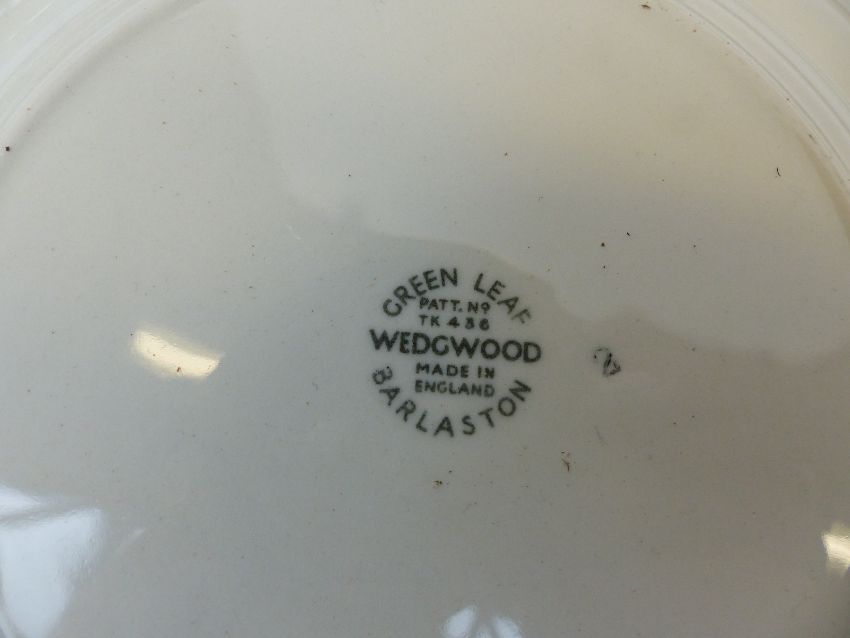 GREEN LEAF
PATT. Nº
TK 436
WEDGWOOD
MADE IN
ENGLAND
BARLASTON